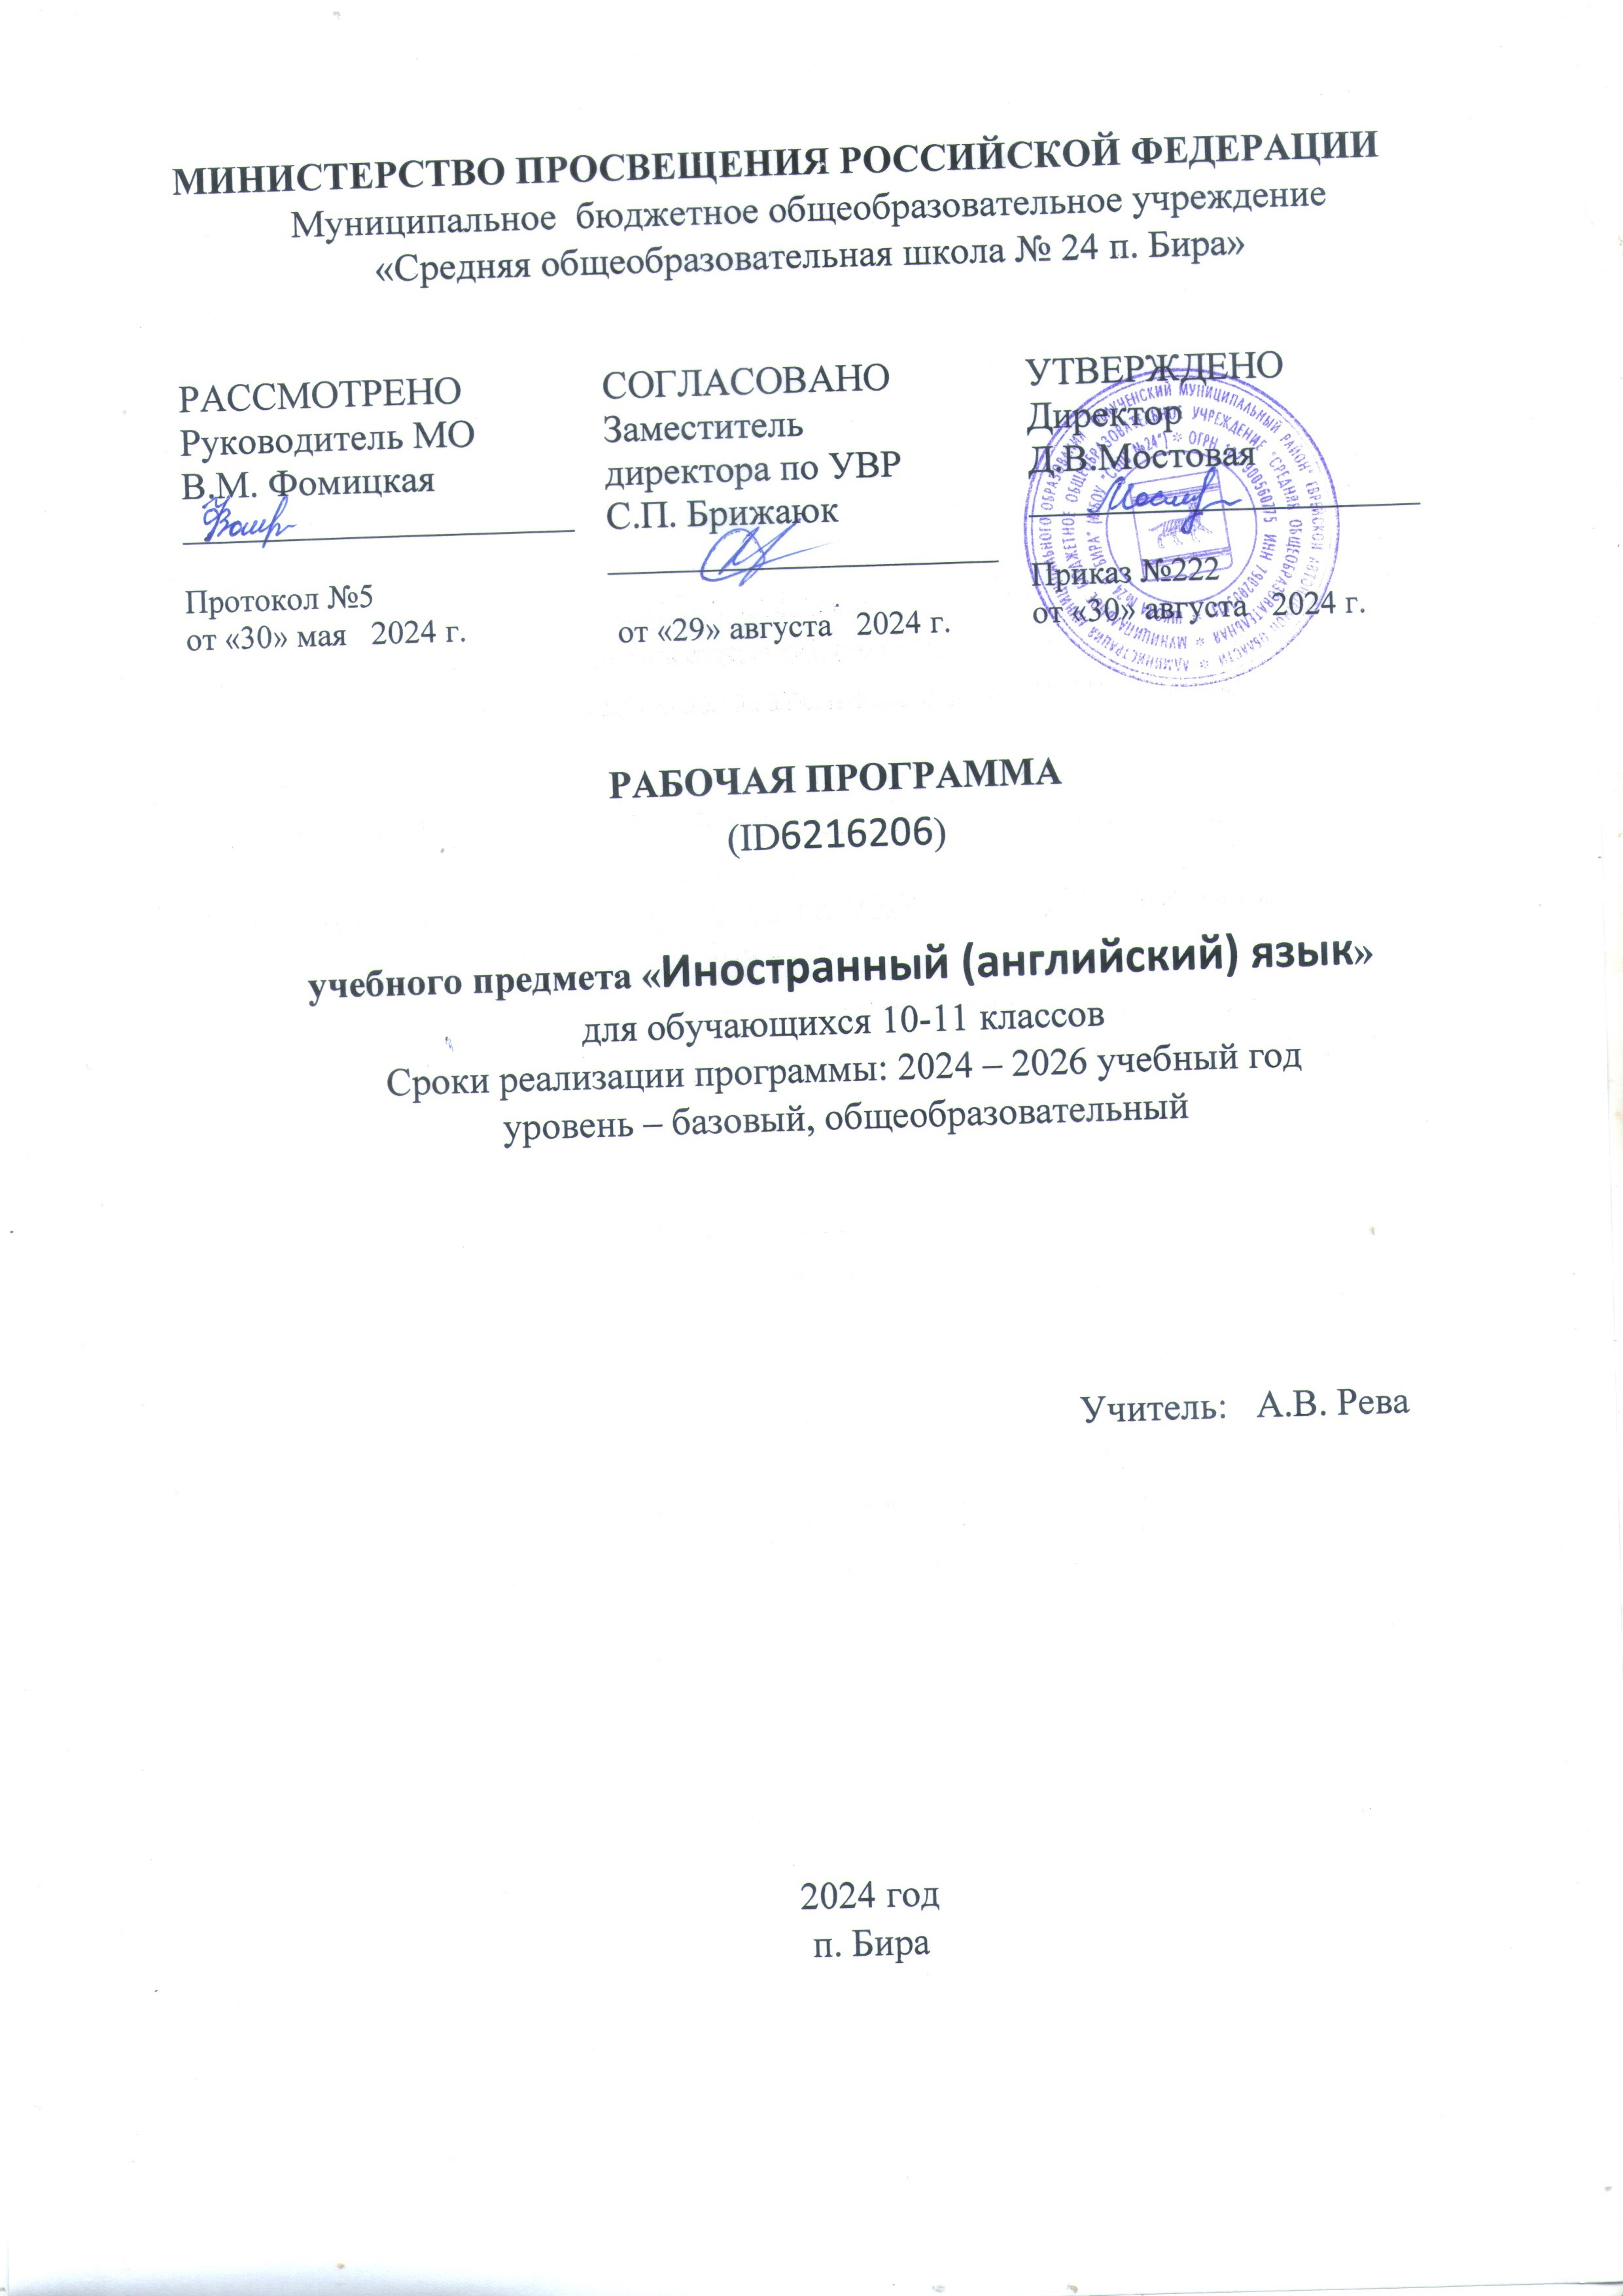 МИНИСТЕРСТВО ПРОСВЕЩЕНИЯ РОССИЙСКОЙ ФЕДЕРАЦИИ
Муниципальное бюджетное общеобразовательное учреждение
«Средняя общеобразовательная школа № 24 п. Бира»
РАССМОТРЕНО
Руководитель МО
В.М. Фомицкая
Протокол №5
от «30» мая 2024 г.
СОГЛАСОВАНО
Заместитель
директора по УВР
С.П. Брижаюк
от «29» августа 2024 г.
УТВЕРЖДЕНО
Директор
Д.В.Мостовая
Приказ №222
от «30» августа 2024 г.
РАБОЧАЯ ПРОГРАММА
(ID6216206)
учебного предмета «Иностранный (английский) язык»
для обучающихся 10-11 классов
Сроки реализации программы: 2024 – 2026 учебный год
уровень – базовый, общеобразовательный
Учитель: А.В. Рева
2024 год
п. Бира